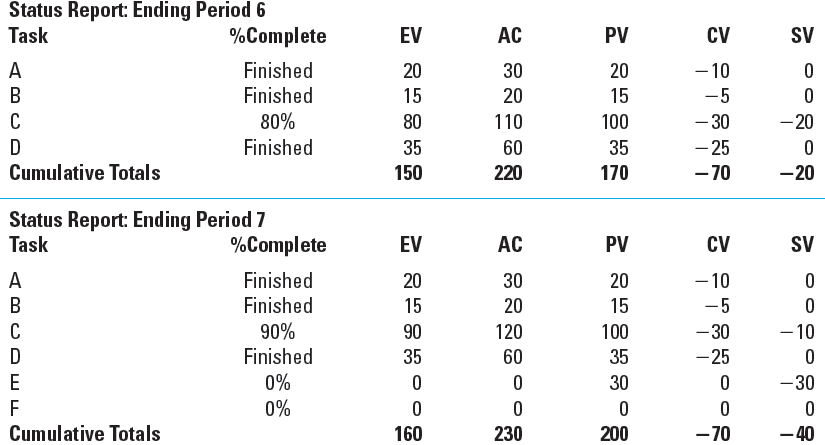 Status Report: Ending Period 6
Task %Complete EV AC PV CV SV
A Finished 20 30 20 −10 0
B Finished 15 20 15 −5 0
C 80% 80 110 100 −30 −20
D Finished 35 60 35 −25 0
Cumulative Totals 150 220 170 −70 −20
Status Report: Ending Period 7
Task %Complete EV AC PV CV SV
A Finished 20 30 20 −10 0
B Finished 15 20 15 −5 0
C 90% 90 120 100 −30 −10
D Finished 35 60 35 −25 0
E 0% 0 0 30 0 −30
F 0% 0 0 0 0 0
Cumulative Totals 160 230 200 −70 −40